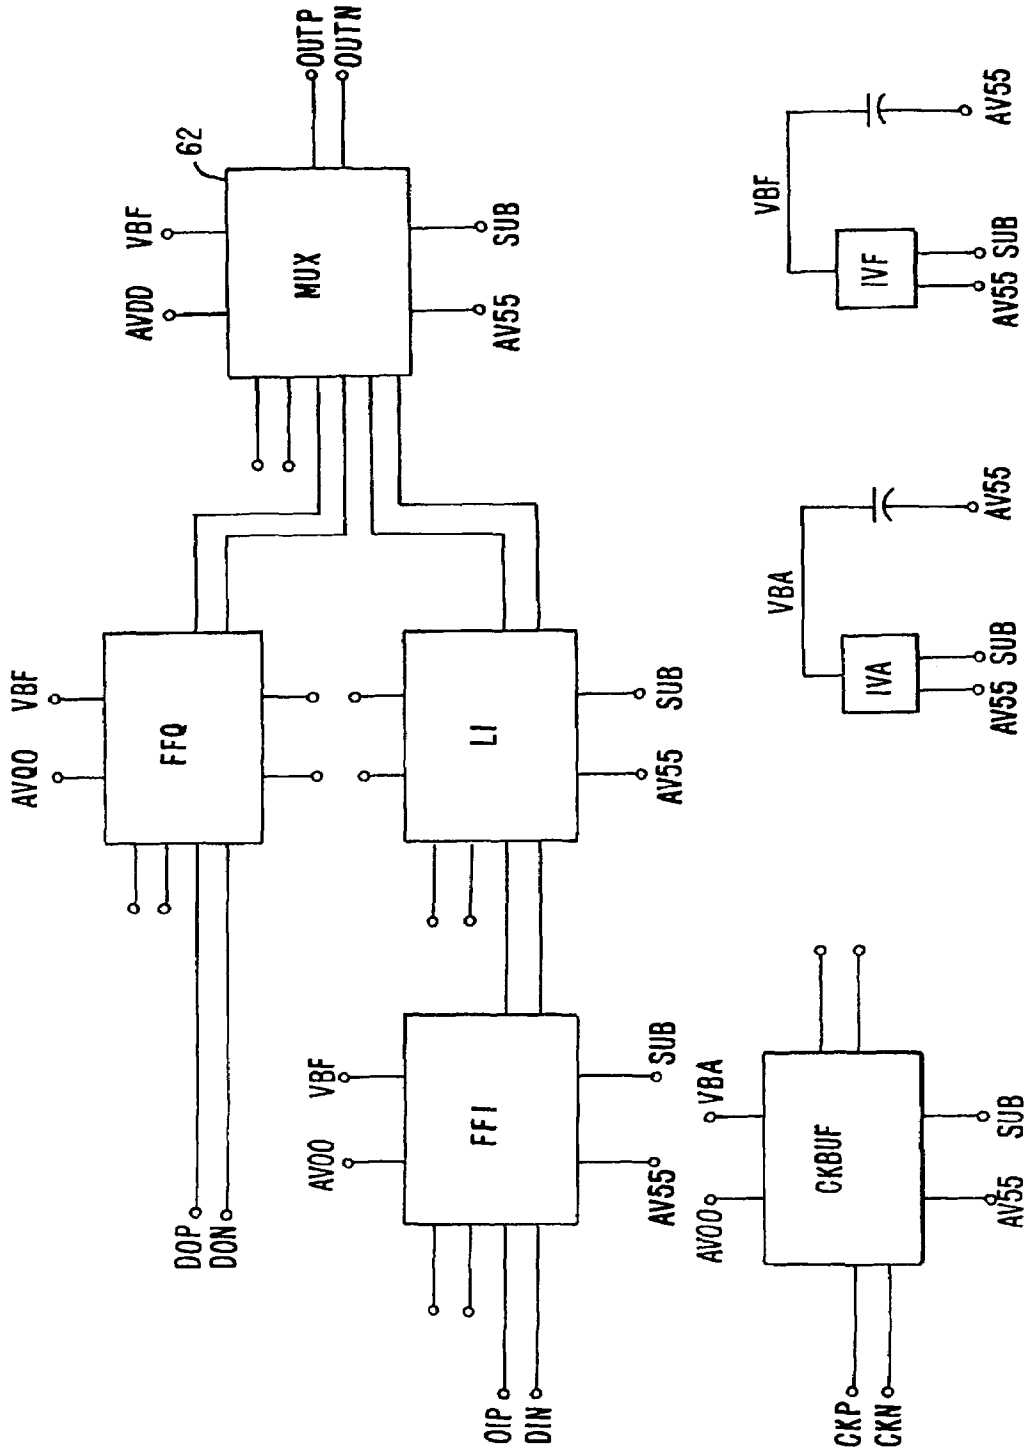 AVQO VBF
FFQ
DOP
DON
AVDD VBF
62
MUX
OUTP
OUTN
AV55 SUB
AVOO VBF
FFI
OIP
DIN
AV55 SUB
LI
AV55 SUB
AVOO VBA
CKBUF
CKP
CKN
AV55 SUB
VBA
IVA
AV55 SUB
AV55
VBF
IVF
AV55 SUB
AV55